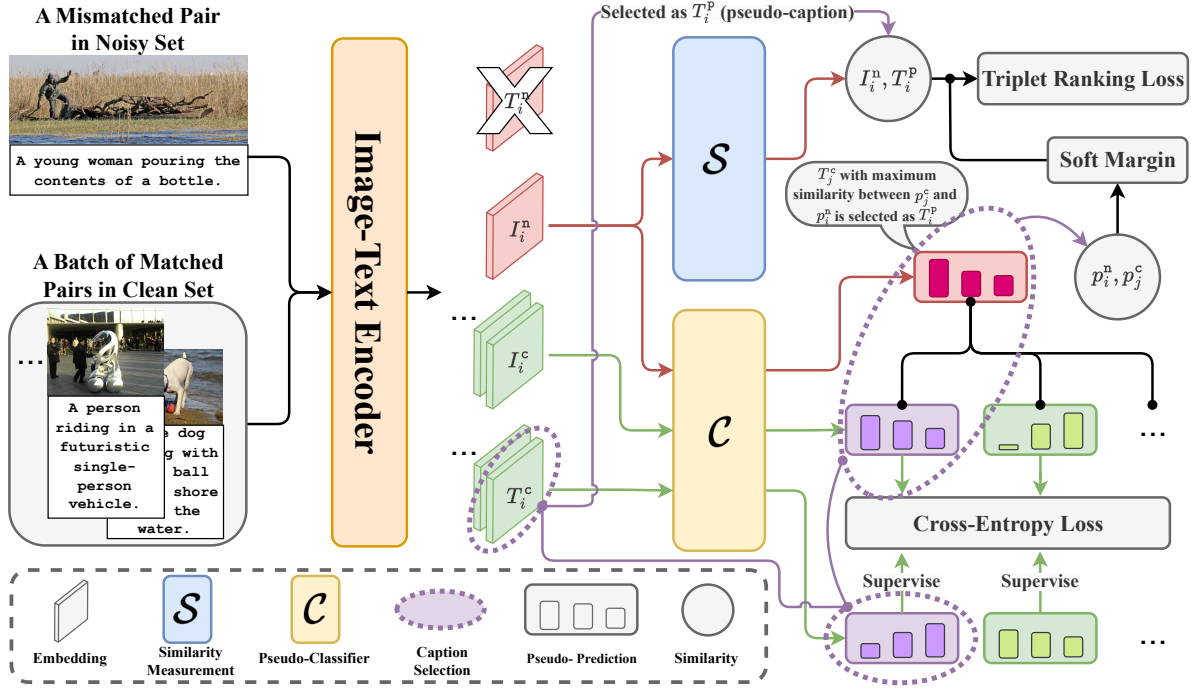 A Mismatched Pair
in Noisy Set
A young woman pouring the
contents of a bottle.
A Batch of Matched
Pairs in Clean Set
...
A person
riding in a
futuristic
single-
person
vehicle.
e dog
g with
ball
shore
the
water.
Image-Text Encoder
T_i^n
I_i^n
...
I_i^c
...
T_i^c
Selected as T_i^p (pseudo-caption)
S
C
I_i^n, T_i^p
Triplet Ranking Loss
Soft Margin
T_j^c with maximum
similarity between p_j^c and
p_i^n is selected as T_i^p
p_i^n, p_j^c
...
Cross-Entropy Loss
Supervise
Supervise
...
Embedding
S
Similarity
Measurement
C
Pseudo-Classifier
Caption
Selection
Pseudo- Prediction
Similarity